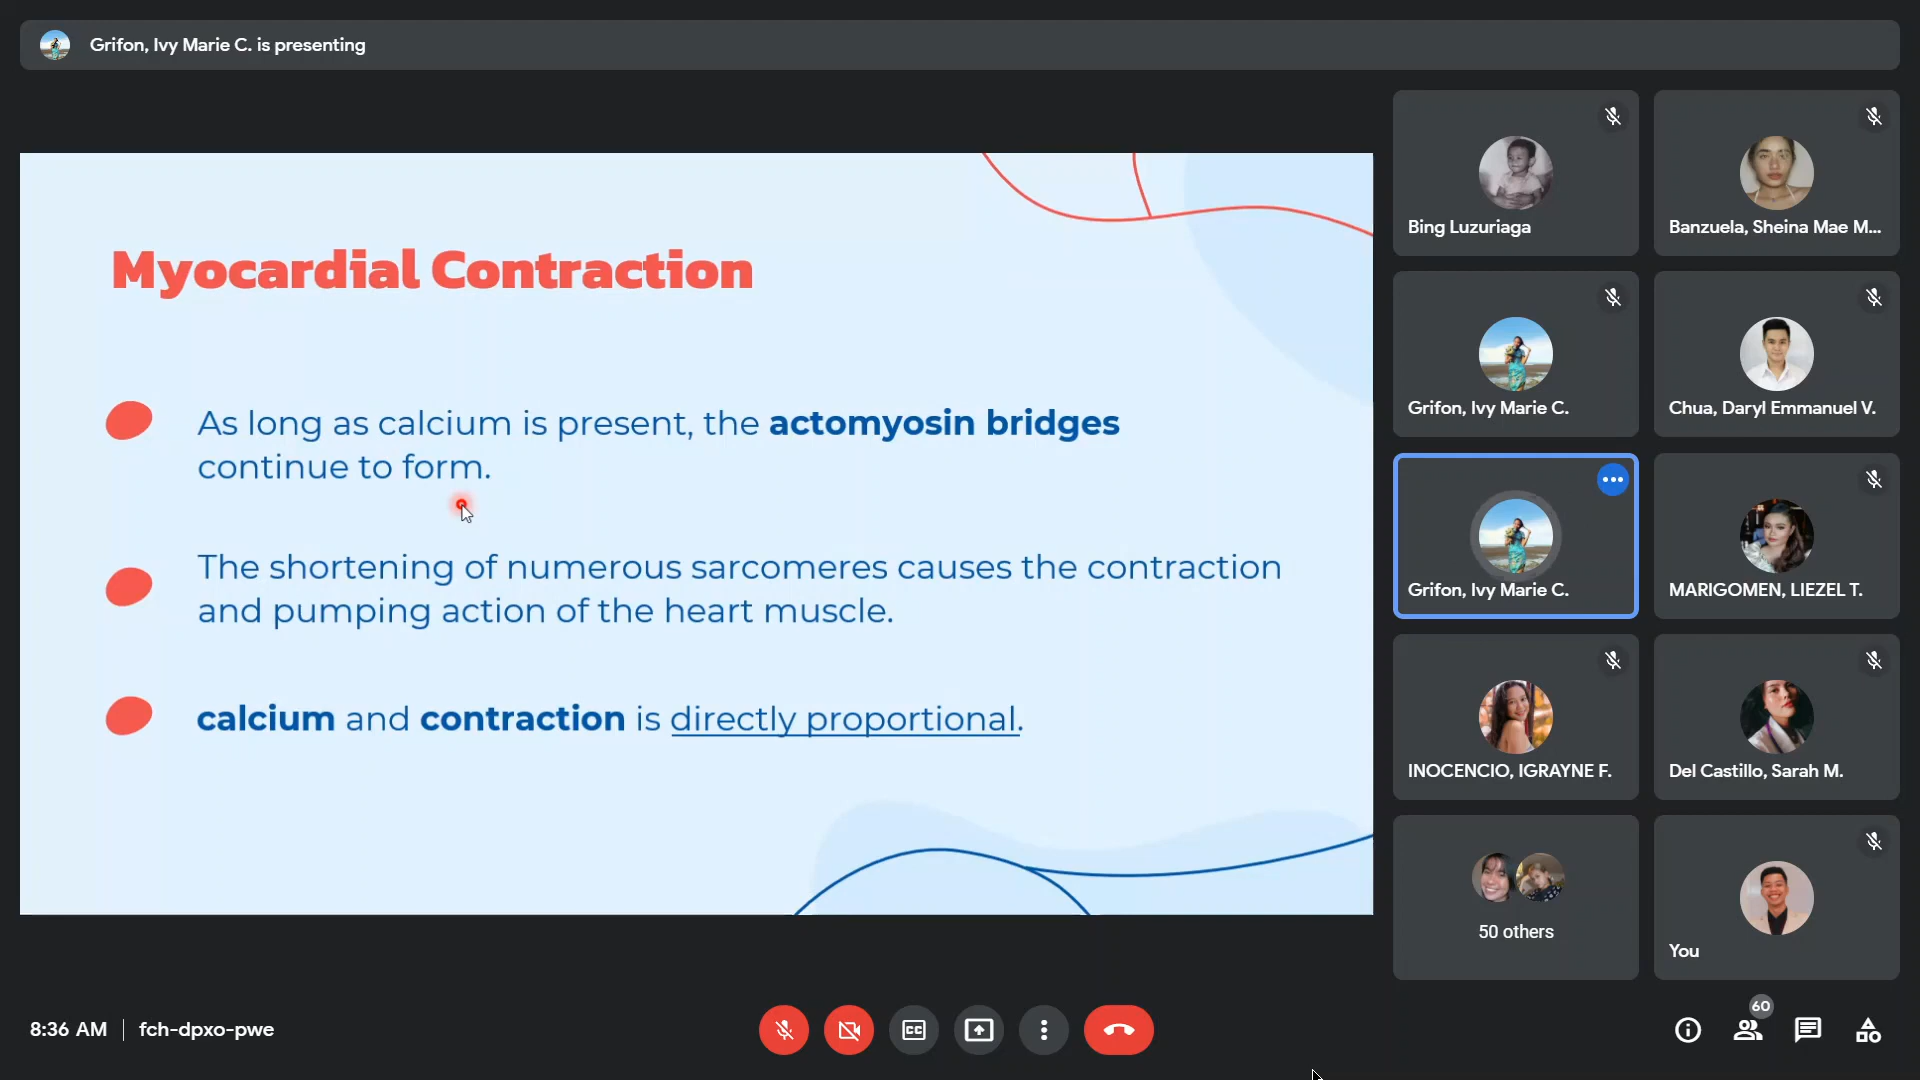 Grifon, Ivy Marie C. is presenting
Myocardial Contraction
As long as calcium is present, the actomyosin bridges
continue to form.
The shortening of numerous sarcomeres causes the contraction
and pumping action of the heart muscle.
calcium and contraction is directly proportional.
Bing Luzuriaga
Banzuela, Sheina Mae M...
Grifon, Ivy Marie C.
Chua, Daryl Emmanuel V.
Grifon, Ivy Marie C.
MARIGOMEN, LIEZEL T.
INOCENCIO, IGRAYNE F.
Del Castillo, Sarah M.
50 others
You
8:36 AM | fch-dpxo-pwe
CC
60